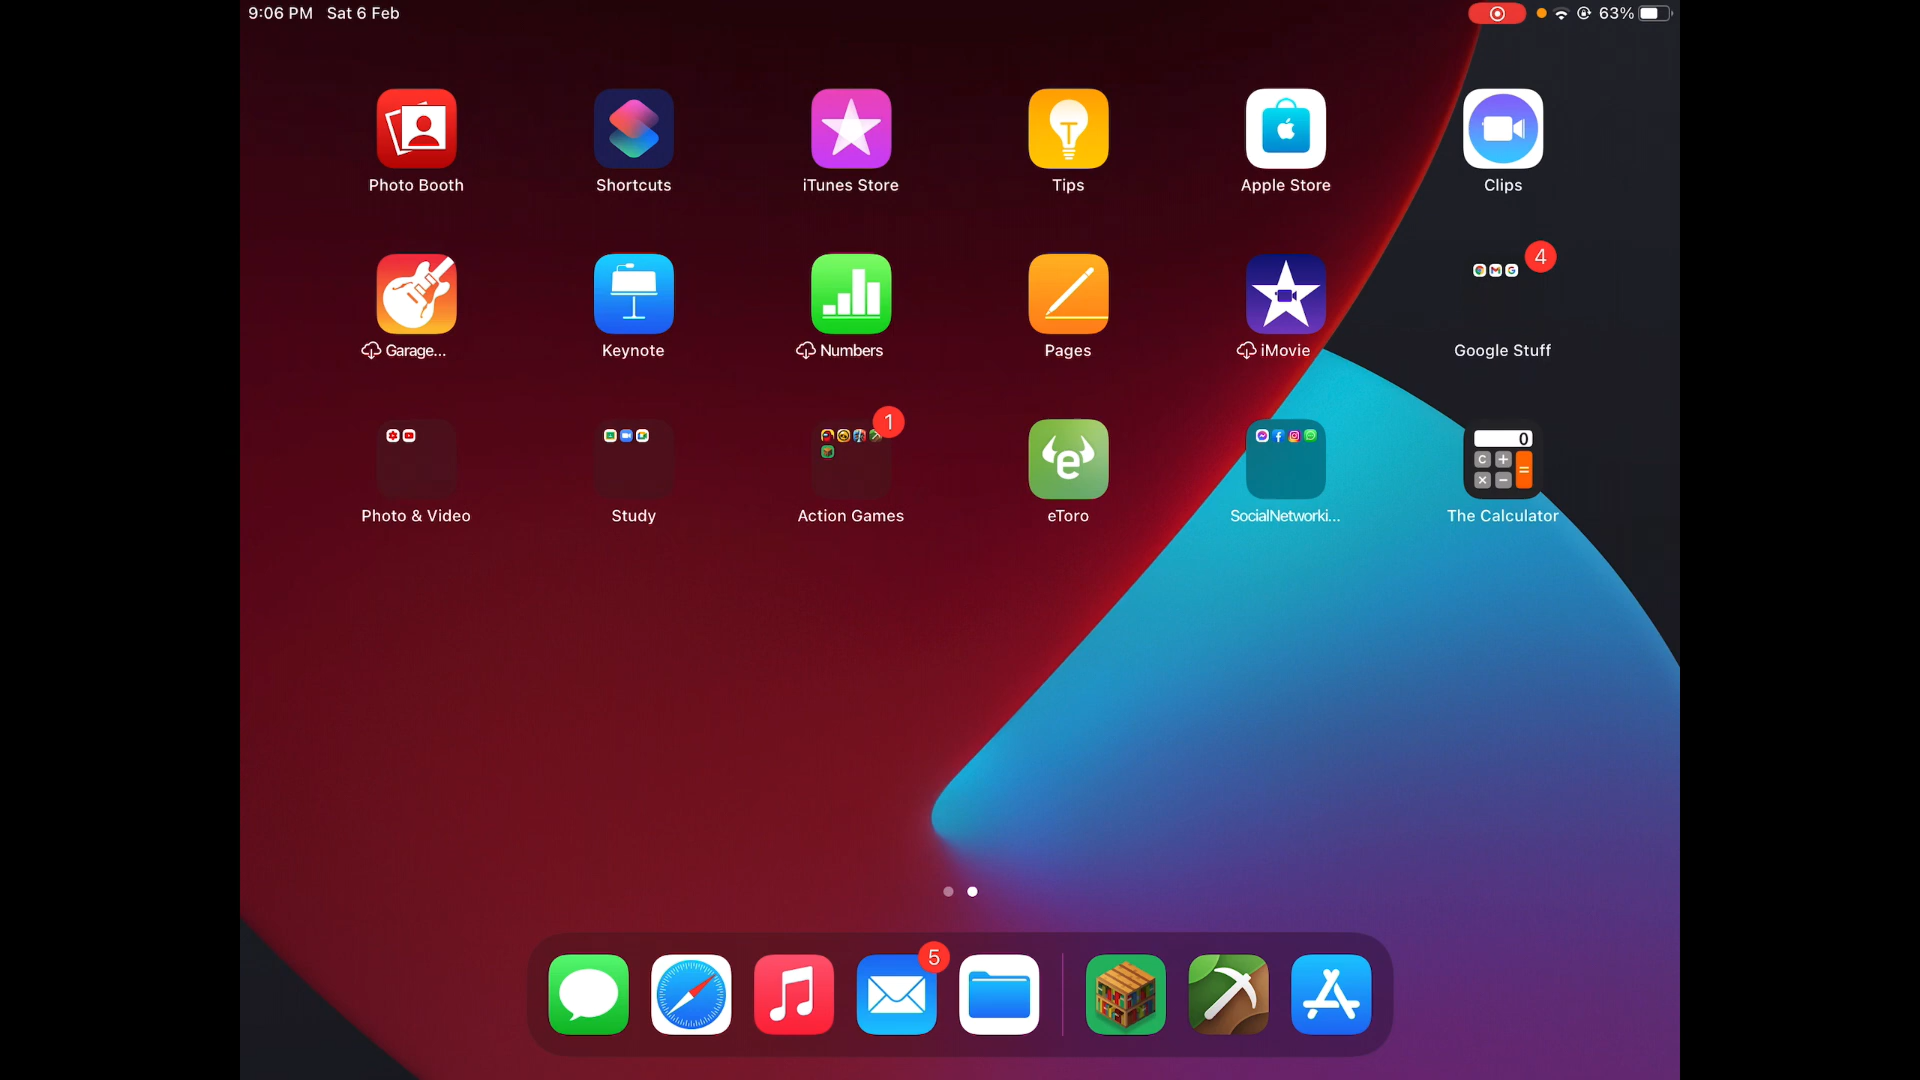 9:06 PM Sat 6 Feb
63%
Photo Booth
Shortcuts
iTunes Store
Tips
Apple Store
Clips
4
Garage...
Keynote
Numbers
Pages
iMovie
Google Stuff
1
0
C + = × −
e
Photo & Video
Study
Action Games
eToro
SocialNetworki...
The Calculator
5